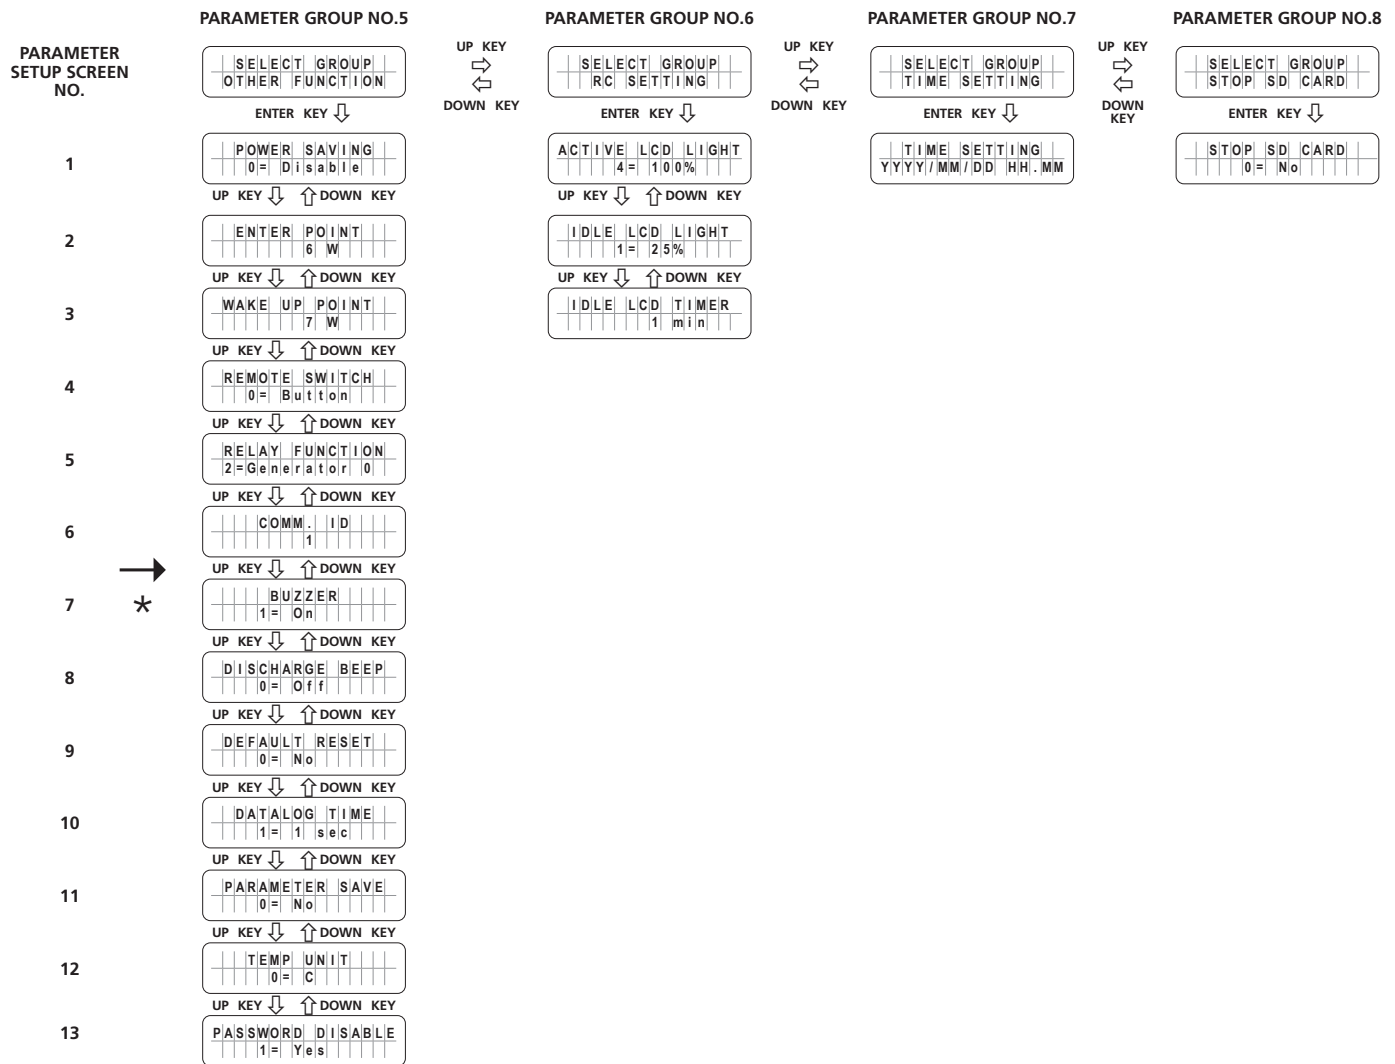 PARAMETER GROUP NO.5 PARAMETER GROUP NO.6 PARAMETER GROUP NO.7 PARAMETER GROUP NO.8
PARAMETER
SETUP SCREEN
NO.
SELECT GROUP
OTHER FUNCTION
UP KEY
DOWN KEY
SELECT GROUP
RC SETTING
UP KEY
DOWN KEY
SELECT GROUP
TIME SETTING
UP KEY
DOWN
KEY
SELECT GROUP
STOP SD CARD
ENTER KEY ENTER KEY ENTER KEY ENTER KEY
1
POWER SAVING
0= Disable
ACTIVE LCD LIGHT
4= 100%
TIME SETTING
YYYY/MM/DD HH.MM
STOP SD CARD
0= No
UP KEY DOWN KEY UP KEY DOWN KEY
2
ENTER POINT
6 W
IDLE LCD LIGHT
1= 25%
UP KEY DOWN KEY UP KEY DOWN KEY
3
WAKE UP POINT
7 W
IDLE LCD TIMER
1 min
UP KEY DOWN KEY
4
REMOTE SWITCH
0= Button
UP KEY DOWN KEY
5
RELAY FUNCTION
2=Generator 0
UP KEY DOWN KEY
6
COMM. ID
1
UP KEY DOWN KEY
7 *
BUZZER
1= On
UP KEY DOWN KEY
8
DISCHARGE BEEP
0= Off
UP KEY DOWN KEY
9
DEFAULT RESET
0= No
UP KEY DOWN KEY
10
DATALOG TIME
1= 1 sec
UP KEY DOWN KEY
11
PARAMETER SAVE
0= No
UP KEY DOWN KEY
12
TEMP UNIT
0= C
UP KEY DOWN KEY
13
PASSWORD DISABLE
1= Yes